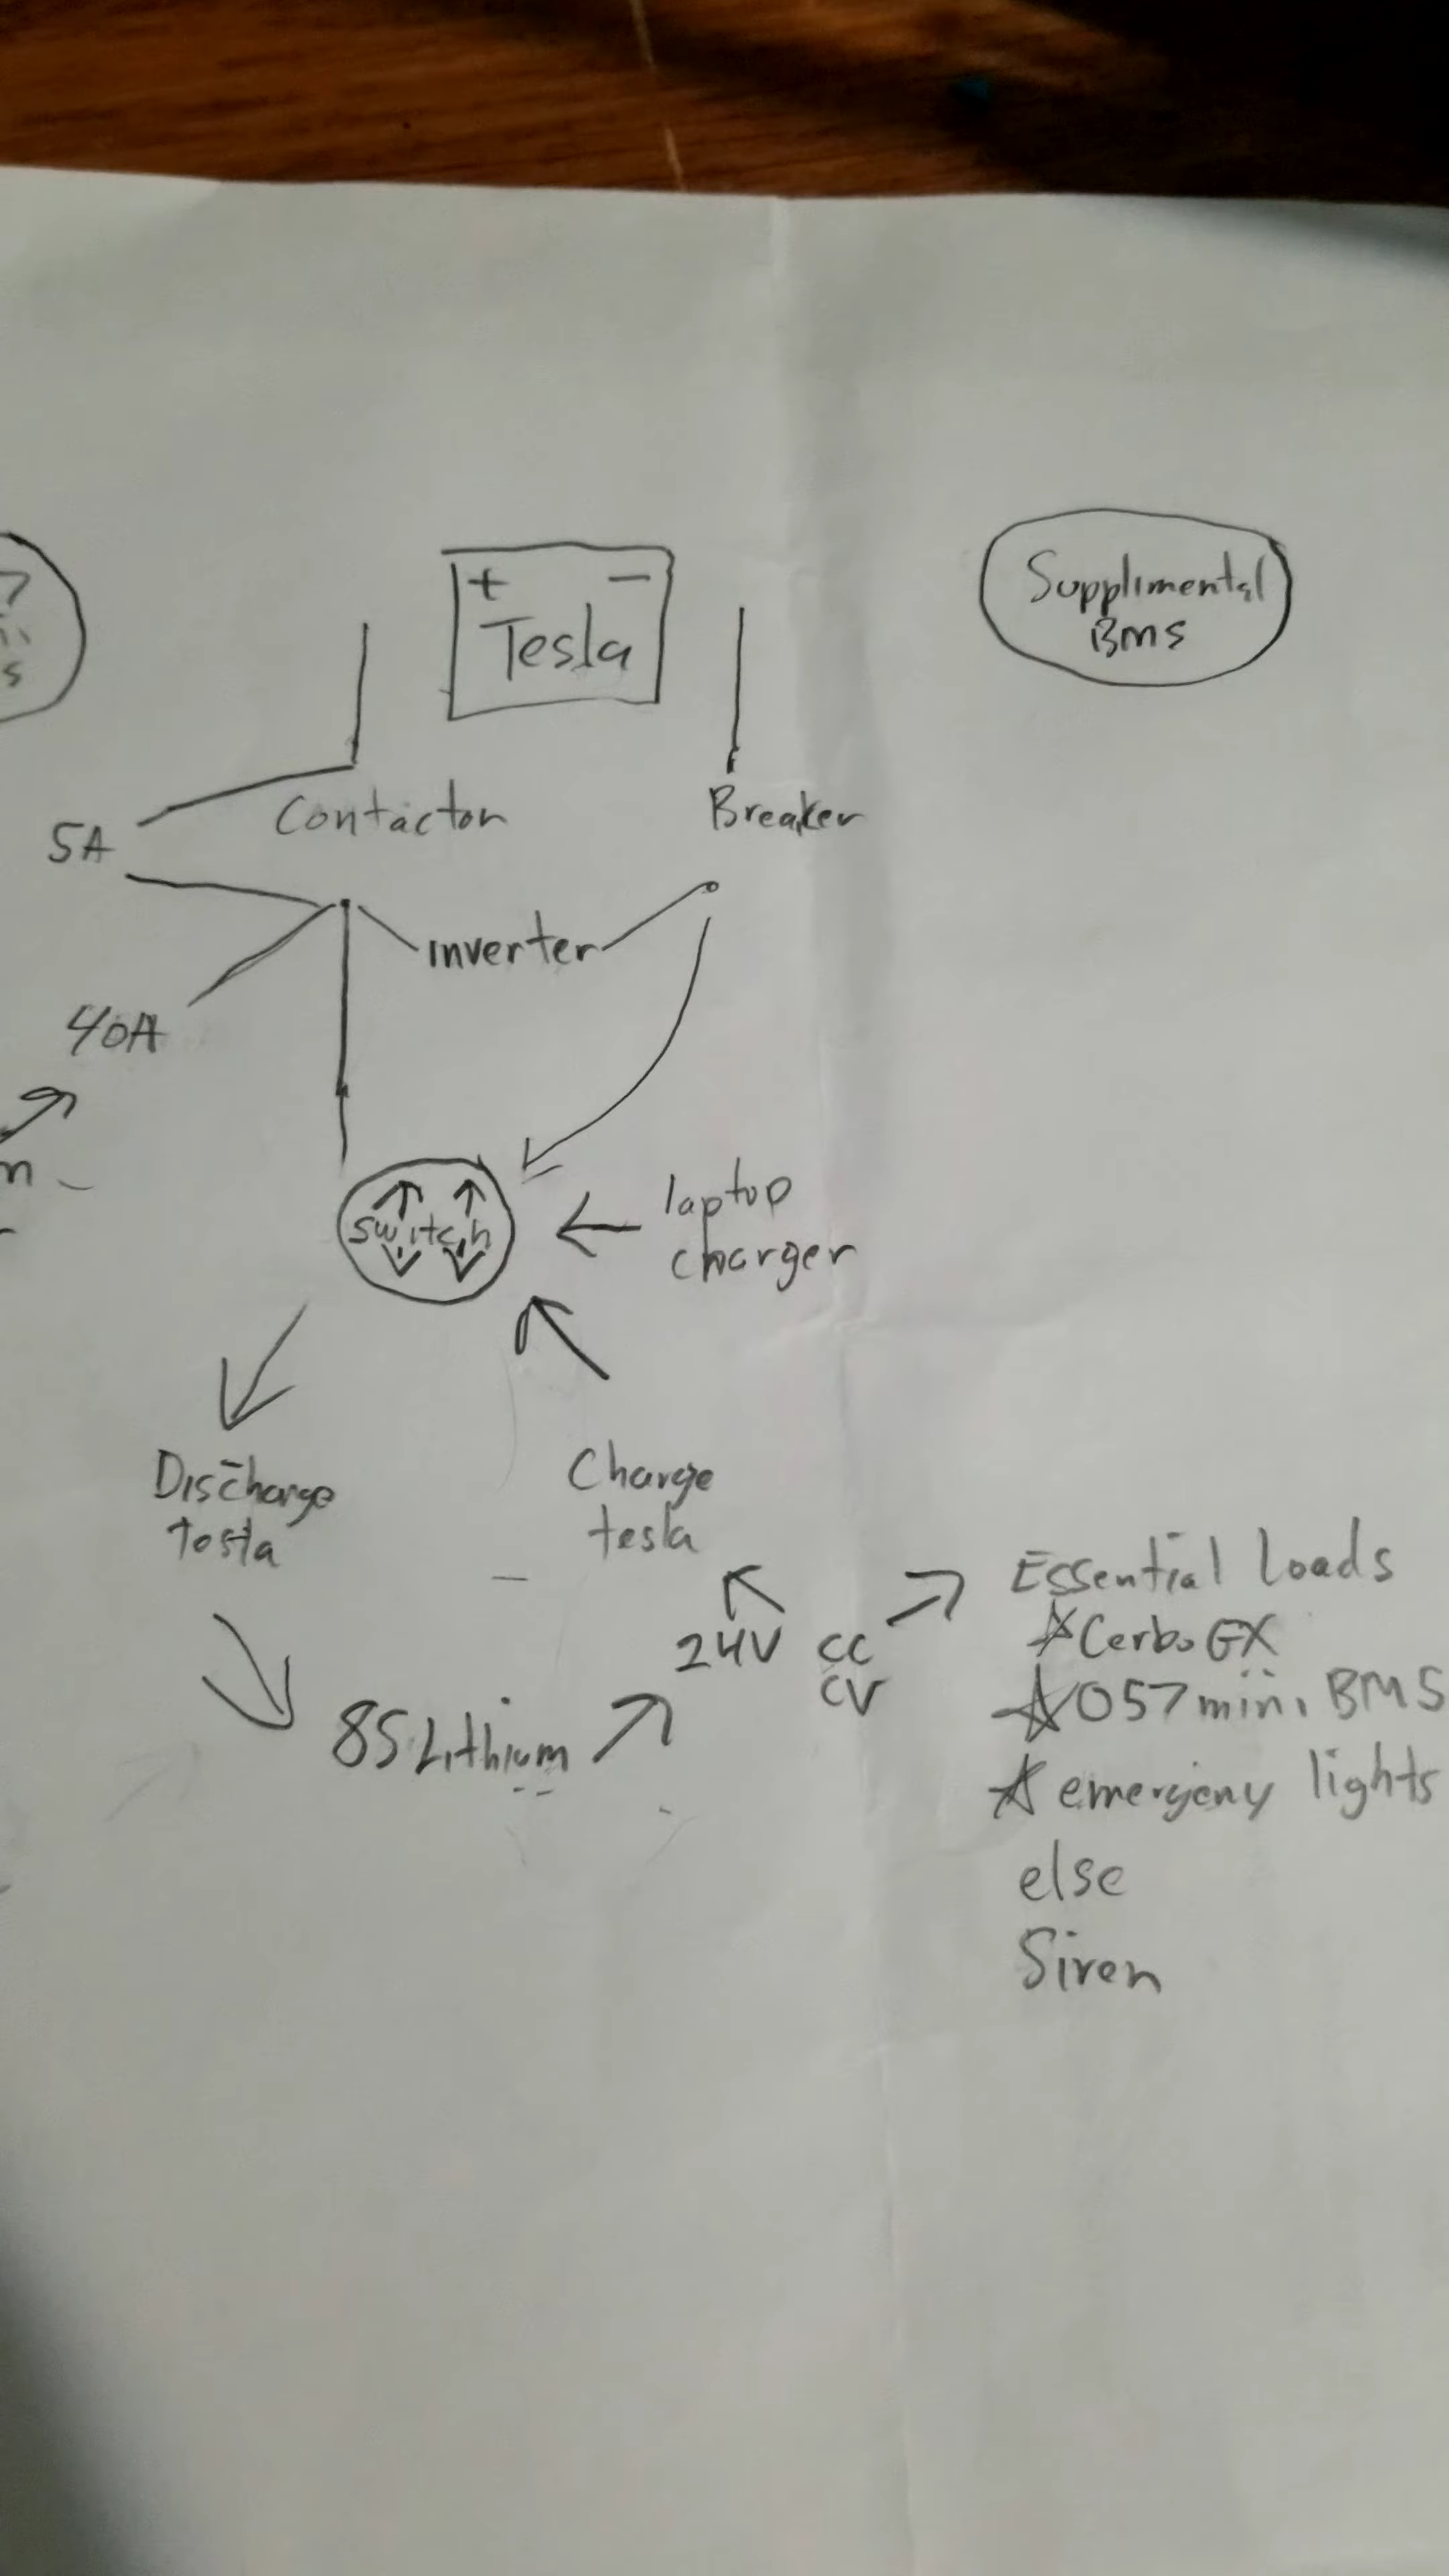 + −
Tesla
Supplimental
BMS
Contactor
Breaker
5A
inverter
40A
switch
laptop
charger
Discharge
tesla
Charge
tesla
24V CC
CV
8S Lithium
Essential loads
Cerbo GX
057 mini BMS
emergeny lights
else
Siren